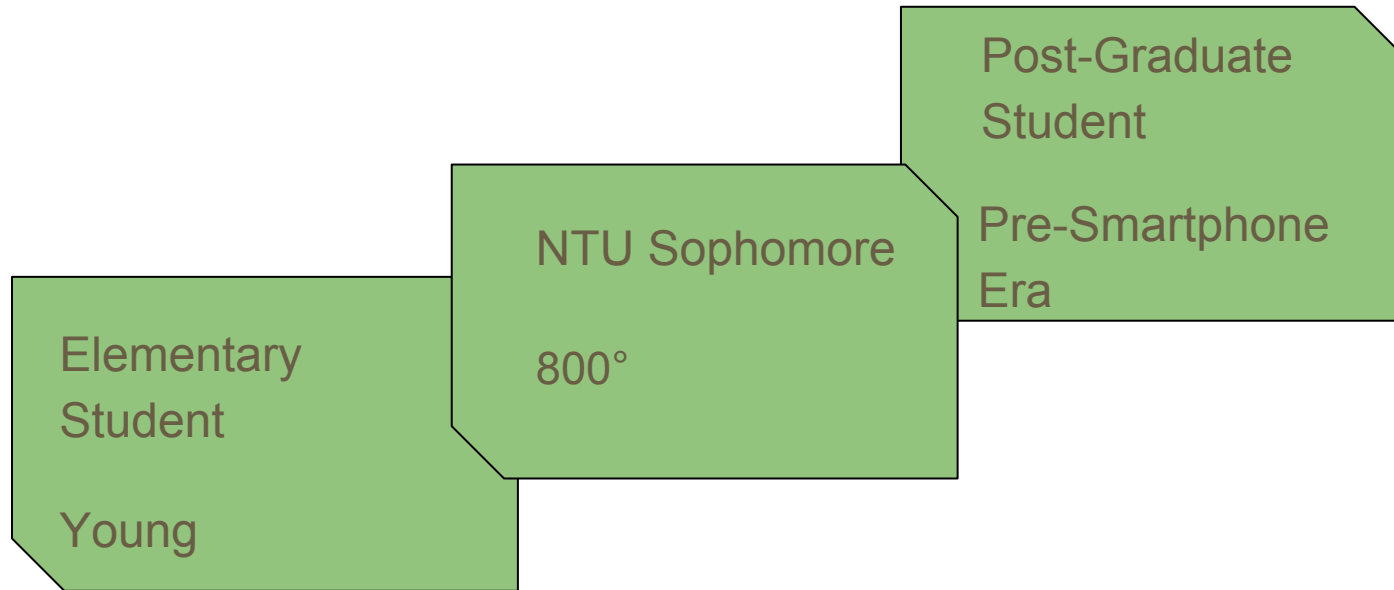 Elementary
Student
Young
NTU Sophomore
800°
Post-Graduate
Student
Pre-Smartphone
Era